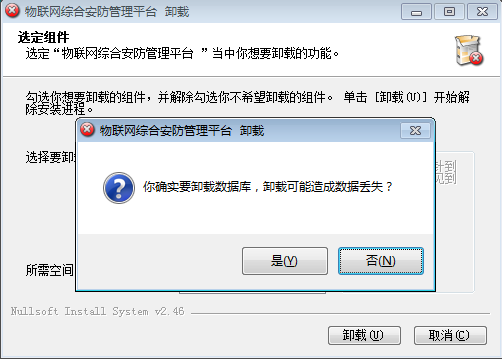 物联网综合安防管理平台 卸载
选定组件
选定“物联网综合安防管理平台 ”当中你想要卸载的功能。
勾选你想要卸载的组件，并解除勾选你不希望卸载的组件。 单击 [卸载(U)] 开始解
除安装进程。
物联网综合安防管理平台 卸载
选择要卸
你确实要卸载数据库，卸载可能造成数据丢失？
是(Y)
否(N)
所需空间
Nullsoft Install System v2.46
卸载(U)
取消(C)